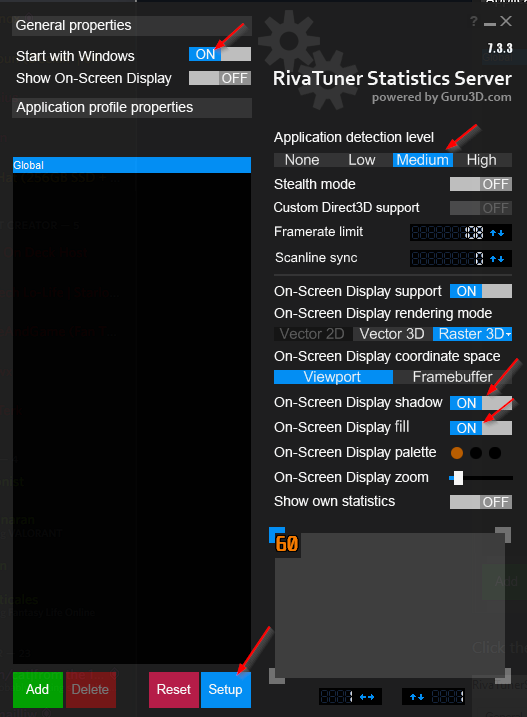 General properties
?
7.3.3
Start with Windows
ON
Show On-Screen Display
OFF
RivaTuner Statistics Server
powered by Guru3D.com
Application profile properties
Global
Application detection level
None Low Medium High
Stealth mode
OFF
Custom Direct3D support
OFF
Framerate limit
Scanline sync
0
On-Screen Display support
ON
On-Screen Display rendering mode
Vector 2D Vector 3D Raster 3D
On-Screen Display coordinate space
Viewport Framebuffer
On-Screen Display shadow
ON
On-Screen Display fill
ON
On-Screen Display palette
On-Screen Display zoom
Show own statistics
OFF
60
Add Delete Reset Setup
1 1